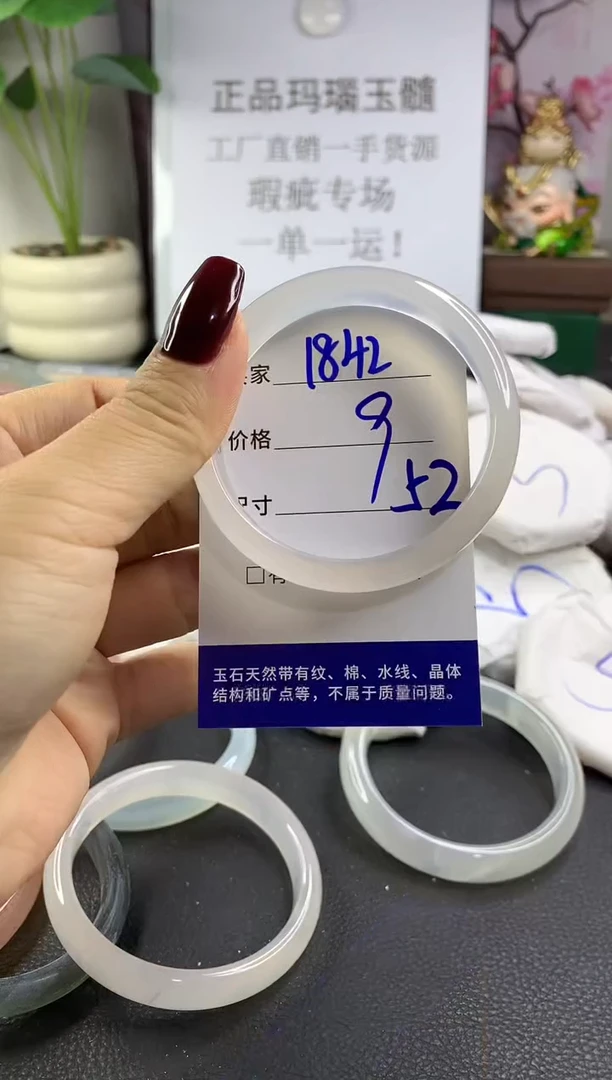 正品玛瑙玉髓
工厂直销一手货源
瑕疵专场
一单一运!
家 1842
价格 9
寸 52
□有
玉石天然带有纹、棉、水线、晶体
结构和矿点等，不属于质量问题。